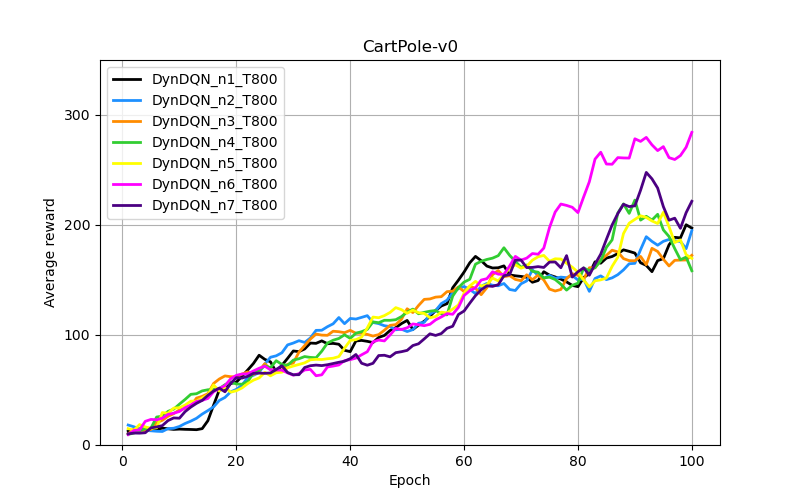 CartPole-v0
DynDQN_n1_T800
DynDQN_n2_T800
DynDQN_n3_T800
DynDQN_n4_T800
DynDQN_n5_T800
DynDQN_n6_T800
DynDQN_n7_T800
Average reward
300
200
100
0
0 20 40 60 80 100
Epoch